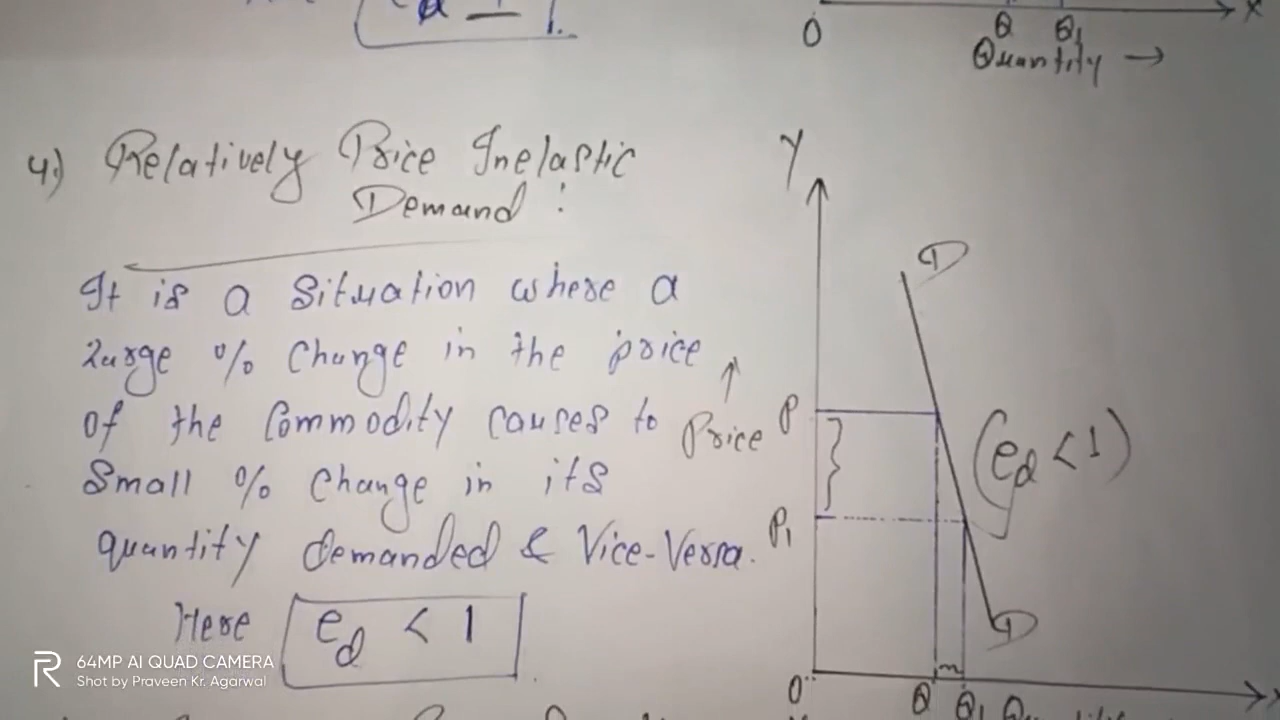 0
Q Q₁
X
Quantity →
4.) Relatively Price Inelastic
Demand :
It is a Situation where a
Large % Change in the price
of the Commodity causes to
Small % Change in its
quantity demanded & Vice-Versa.
Here ed < 1
Y
D
↑
Price P
(ed < 1)
P₁
D
0
Q Q₁ Quantity
X
64MP AI QUAD CAMERA
Shot by Praveen Kr. Agarwal